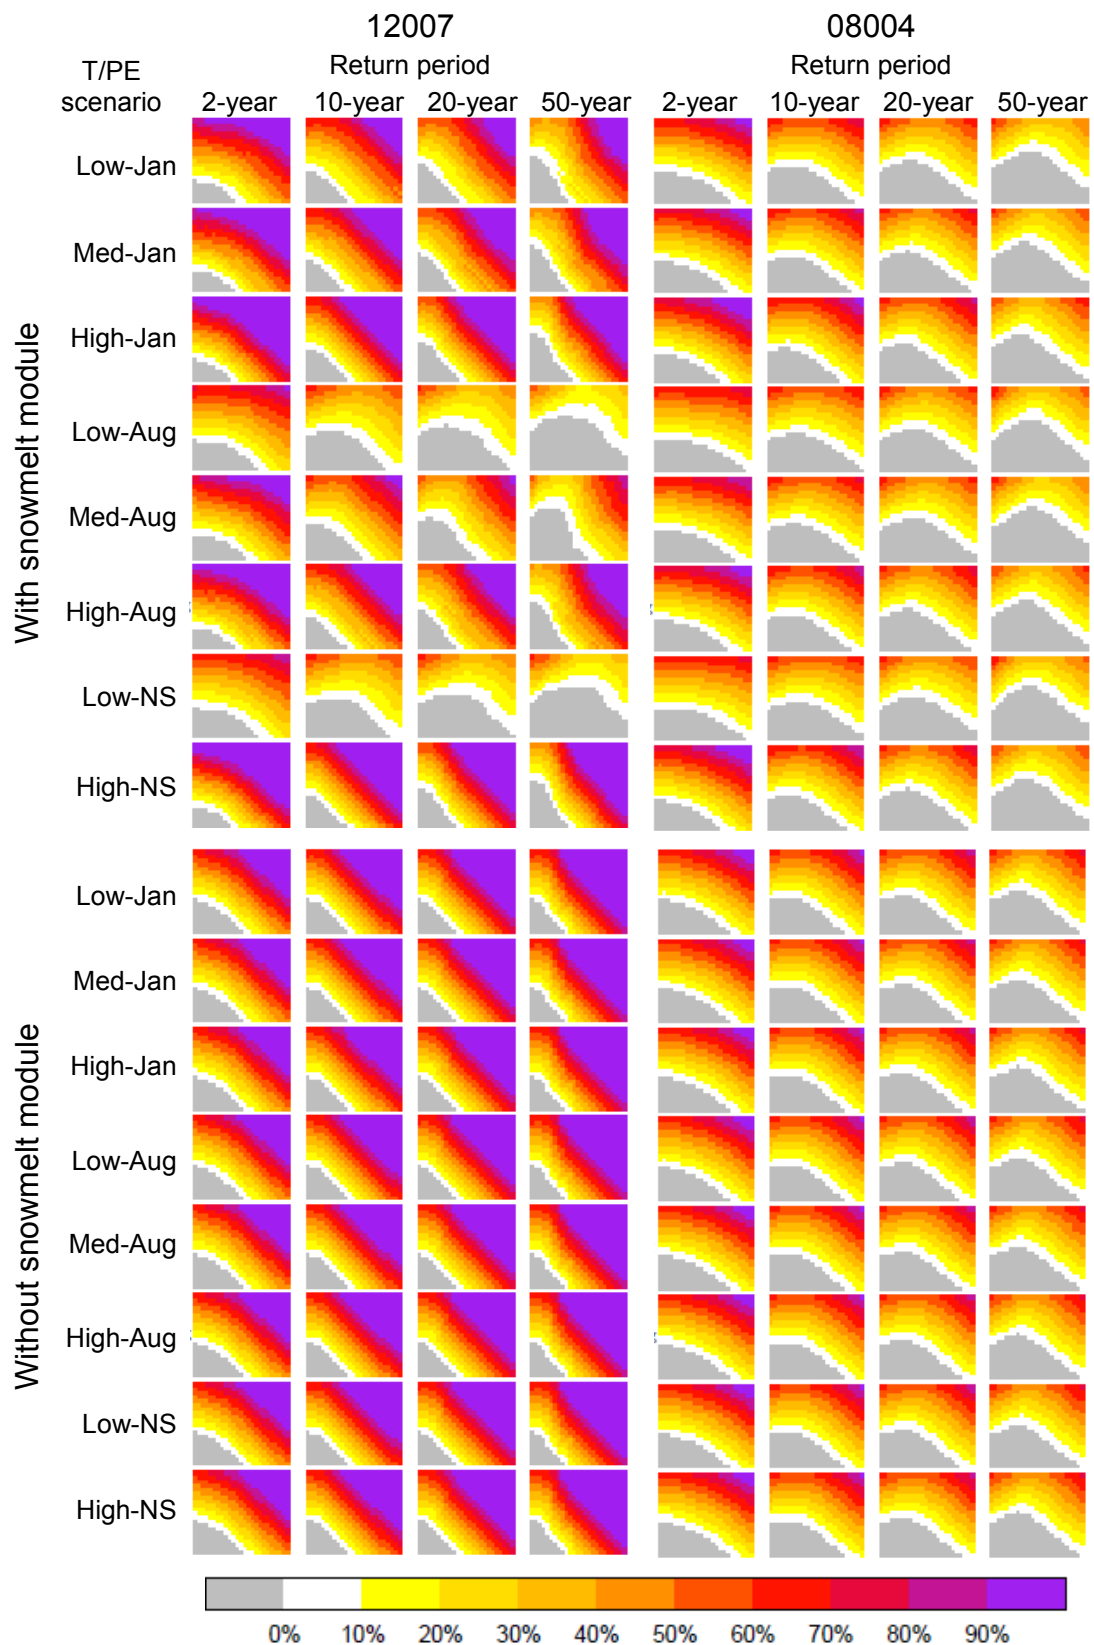 12007 08004
T/PE scenario Return period Return period
2-year 10-year 20-year 50-year 2-year 10-year 20-year 50-year
With snowmelt module
Low-Jan
Med-Jan
High-Jan
Low-Aug
Med-Aug
High-Aug
Low-NS
High-NS
Without snowmelt module
Low-Jan
Med-Jan
High-Jan
Low-Aug
Med-Aug
High-Aug
Low-NS
High-NS
0% 10% 20% 30% 40% 50% 60% 70% 80% 90%